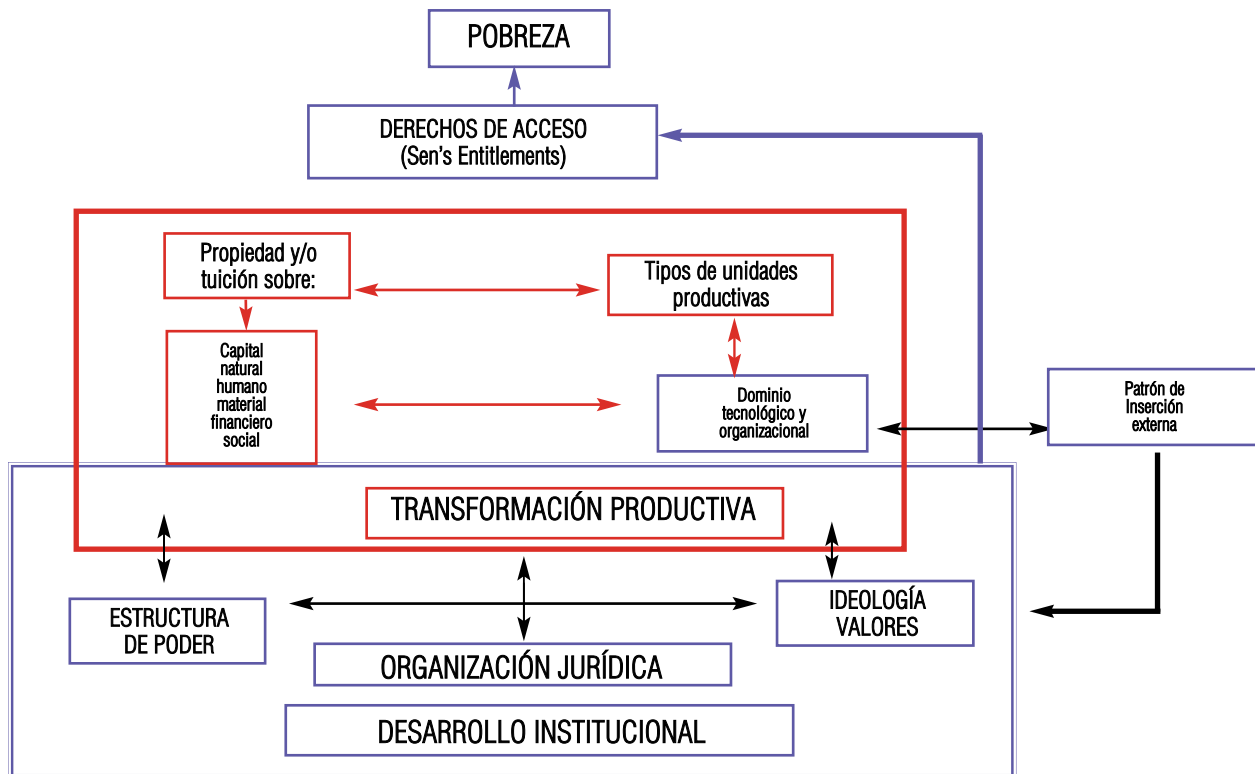 POBREZA
DERECHOS DE ACCESO
(Sen's Entitlements)
Propiedad y/o
tuición sobre:
Tipos de unidades
productivas
Capital
natural
humano
material
financiero
social
Dominio
tecnológico y
organizacional
Patrón de
Inserción
externa
TRANSFORMACIÓN PRODUCTIVA
ESTRUCTURA
DE PODER
IDEOLOGÍA
VALORES
ORGANIZACIÓN JURÍDICA
DESARROLLO INSTITUCIONAL